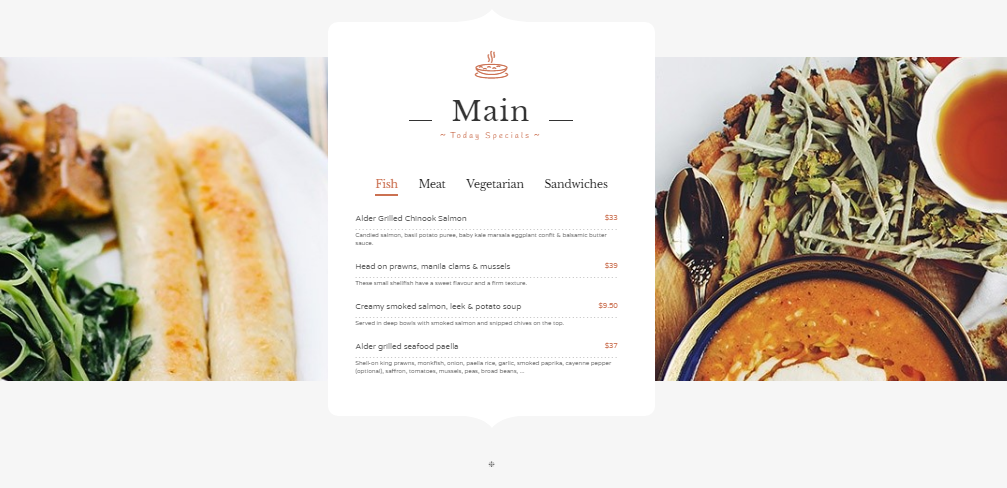 Main
~ Today Specials ~
Fish Meat Vegetarian Sandwiches
Alder Grilled Chinook Salmon $33
Candied salmon, basil potato puree, baby kale marsala eggplant confit & balsamic butter
sauce.
Head on prawns, manila clams & mussels $39
These small shellfish have a sweet flavour and a firm texture.
Creamy smoked salmon, leek & potato soup $9.50
Served in deep bowls with smoked salmon and snipped chives on the top.
Alder grilled seafood paella $37
Shell-on king prawns, monkfish, onion, paella rice, garlic, smoked paprika, cayenne pepper
(optional), saffron, tomatoes, mussels, peas, broad beans, ...